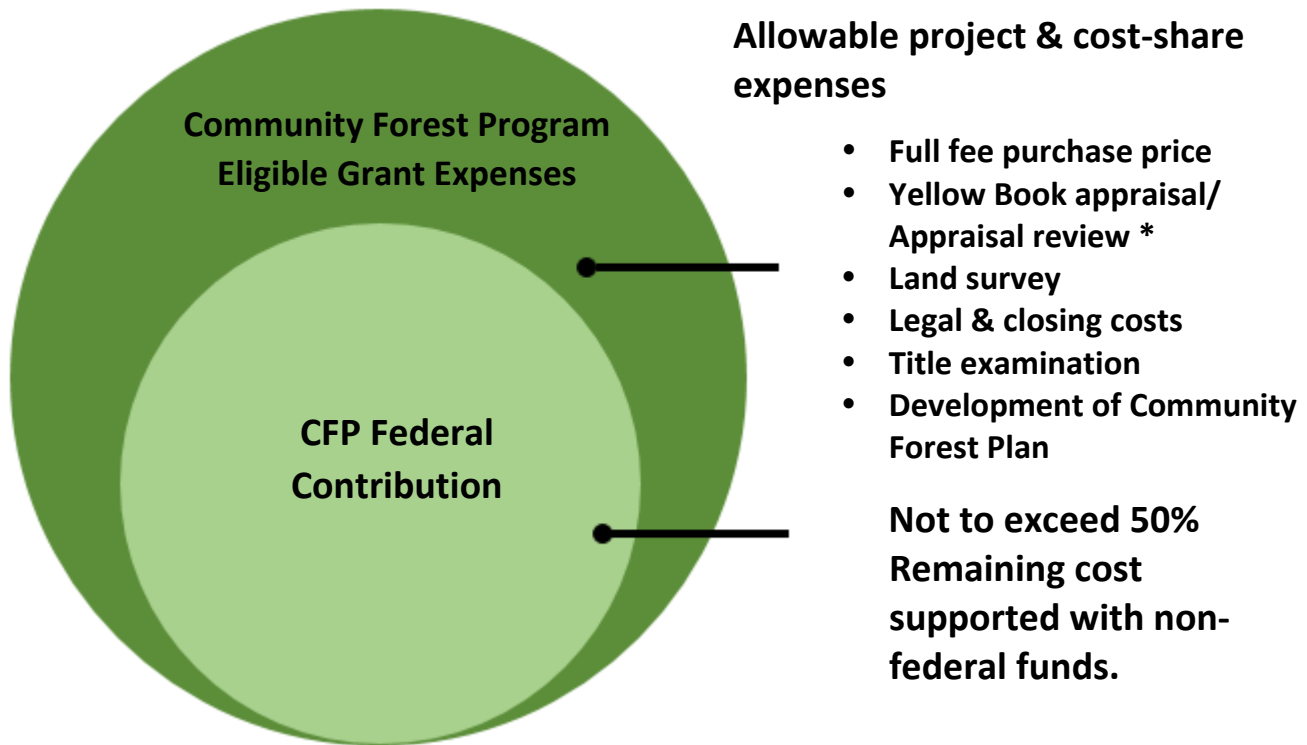 Allowable project & cost-share
expenses
Community Forest Program
Eligible Grant Expenses
• Full fee purchase price
• Yellow Book appraisal/
Appraisal review *
• Land survey
• Legal & closing costs
• Title examination
• Development of Community
Forest Plan
CFP Federal
Contribution
Not to exceed 50%
Remaining cost
supported with non-
federal funds.